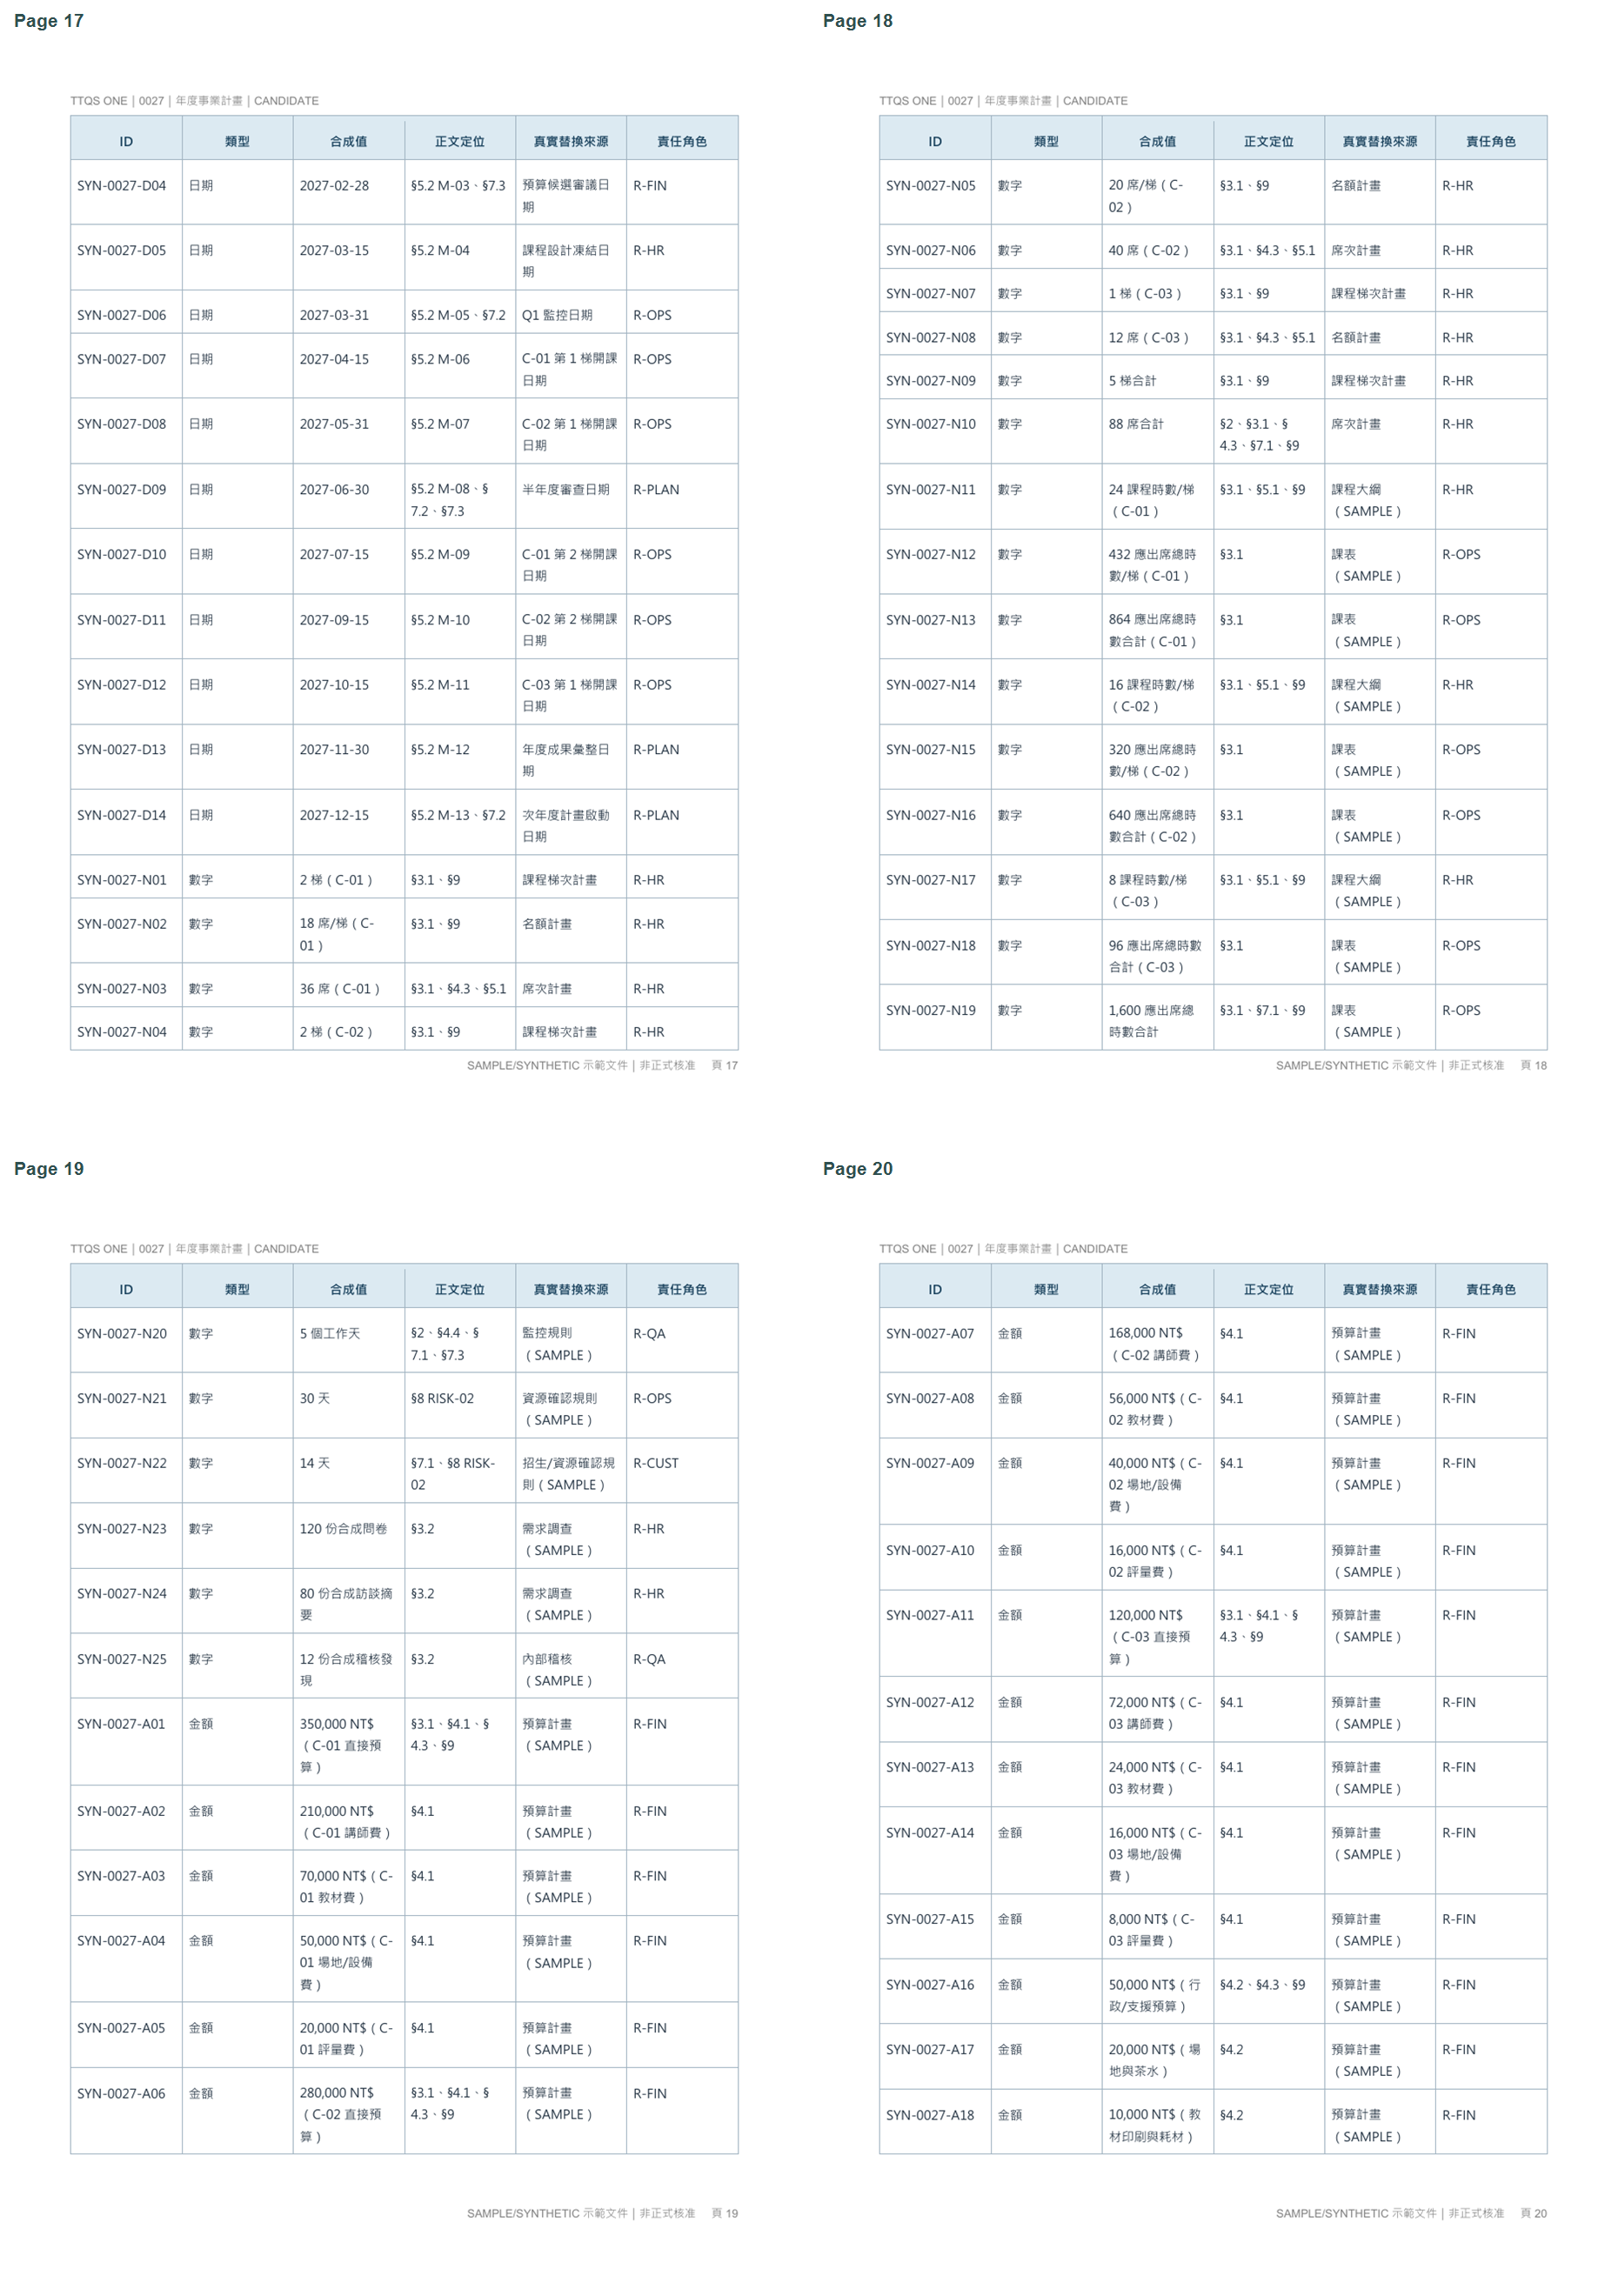 Page 17
TTQS ONE | 0027 | 年度事業計畫 | CANDIDATE
ID 類型 合成值 正文定位 真實替換來源 責任角色
SYN-0027-D04 日期 2027-02-28 §5.2 M-03、§7.3 預算候選審議日
期 R-FIN
SYN-0027-D05 日期 2027-03-15 §5.2 M-04 課程設計凍結日
期 R-HR
SYN-0027-D06 日期 2027-03-31 §5.2 M-05、§7.2 Q1 監控日期 R-OPS
SYN-0027-D07 日期 2027-04-15 §5.2 M-06 C-01 第 1 梯開課
日期 R-OPS
SYN-0027-D08 日期 2027-05-31 §5.2 M-07 C-02 第 1 梯開課
日期 R-OPS
SYN-0027-D09 日期 2027-06-30 §5.2 M-08、§
7.2、§7.3 半年度審查日期 R-PLAN
SYN-0027-D10 日期 2027-07-15 §5.2 M-09 C-01 第 2 梯開課
日期 R-OPS
SYN-0027-D11 日期 2027-09-15 §5.2 M-10 C-02 第 2 梯開課
日期 R-OPS
SYN-0027-D12 日期 2027-10-15 §5.2 M-11 C-03 第 1 梯開課
日期 R-OPS
SYN-0027-D13 日期 2027-11-30 §5.2 M-12 年度成果彙整日
期 R-PLAN
SYN-0027-D14 日期 2027-12-15 §5.2 M-13、§7.2 次年度計畫啟動
日期 R-PLAN
SYN-0027-N01 數字 2 梯（C-01） §3.1、§9 課程梯次計畫 R-HR
SYN-0027-N02 數字 18 席/梯（C-
01） §3.1、§9 名額計畫 R-HR
SYN-0027-N03 數字 36 席（C-01） §3.1、§4.3、§5.1 席次計畫 R-HR
SYN-0027-N04 數字 2 梯（C-02） §3.1、§9 課程梯次計畫 R-HR
SAMPLE/SYNTHETIC 示範文件 | 非正式核准 頁 17
Page 18
TTQS ONE | 0027 | 年度事業計畫 | CANDIDATE
ID 類型 合成值 正文定位 真實替換來源 責任角色
SYN-0027-N05 數字 20 席/梯（C-
02） §3.1、§9 名額計畫 R-HR
SYN-0027-N06 數字 40 席（C-02） §3.1、§4.3、§5.1 席次計畫 R-HR
SYN-0027-N07 數字 1 梯（C-03） §3.1、§9 課程梯次計畫 R-HR
SYN-0027-N08 數字 12 席（C-03） §3.1、§4.3、§5.1 名額計畫 R-HR
SYN-0027-N09 數字 5 梯合計 §3.1、§9 課程梯次計畫 R-HR
SYN-0027-N10 數字 88 席合計 §2、§3.1、§
4.3、§7.1、§9 席次計畫 R-HR
SYN-0027-N11 數字 24 課程時數/梯
（C-01） §3.1、§5.1、§9 課程大綱
（SAMPLE） R-HR
SYN-0027-N12 數字 432 應出席總時
數/梯（C-01） §3.1 課表
（SAMPLE） R-OPS
SYN-0027-N13 數字 864 應出席總時
數合計（C-01） §3.1 課表
（SAMPLE） R-OPS
SYN-0027-N14 數字 16 課程時數/梯
（C-02） §3.1、§5.1、§9 課程大綱
（SAMPLE） R-HR
SYN-0027-N15 數字 320 應出席總時
數/梯（C-02） §3.1 課表
（SAMPLE） R-OPS
SYN-0027-N16 數字 640 應出席總時
數合計（C-02） §3.1 課表
（SAMPLE） R-OPS
SYN-0027-N17 數字 8 課程時數/梯
（C-03） §3.1、§5.1、§9 課程大綱
（SAMPLE） R-HR
SYN-0027-N18 數字 96 應出席總時數
合計（C-03） §3.1 課表
（SAMPLE） R-OPS
SYN-0027-N19 數字 1,600 應出席總
時數合計 §3.1、§7.1、§9 課表
（SAMPLE） R-OPS
SAMPLE/SYNTHETIC 示範文件 | 非正式核准 頁 18
Page 19
TTQS ONE | 0027 | 年度事業計畫 | CANDIDATE
ID 類型 合成值 正文定位 真實替換來源 責任角色
SYN-0027-N20 數字 5 個工作天 §2、§4.4、§
7.1、§7.3 監控規則
（SAMPLE） R-QA
SYN-0027-N21 數字 30 天 §8 RISK-02 資源確認規則
（SAMPLE） R-OPS
SYN-0027-N22 數字 14 天 §7.1、§8 RISK-
02 招生/資源確認規
則（SAMPLE） R-CUST
SYN-0027-N23 數字 120 份合成問卷 §3.2 需求調查
（SAMPLE） R-HR
SYN-0027-N24 數字 80 份合成訪談摘
要 §3.2 需求調查
（SAMPLE） R-HR
SYN-0027-N25 數字 12 份合成稽核發
現 §3.2 內部稽核
（SAMPLE） R-QA
SYN-0027-A01 金額 350,000 NT$
（C-01 直接預
算） §3.1、§4.1、§
4.3、§9 預算計畫
（SAMPLE） R-FIN
SYN-0027-A02 金額 210,000 NT$
（C-01 講師費） §4.1 預算計畫
（SAMPLE） R-FIN
SYN-0027-A03 金額 70,000 NT$（C-
01 教材費） §4.1 預算計畫
（SAMPLE） R-FIN
SYN-0027-A04 金額 50,000 NT$（C-
01 場地/設備
費） §4.1 預算計畫
（SAMPLE） R-FIN
SYN-0027-A05 金額 20,000 NT$（C-
01 評量費） §4.1 預算計畫
（SAMPLE） R-FIN
SYN-0027-A06 金額 280,000 NT$
（C-02 直接預
算） §3.1、§4.1、§
4.3、§9 預算計畫
（SAMPLE） R-FIN
SAMPLE/SYNTHETIC 示範文件 | 非正式核准 頁 19
Page 20
TTQS ONE | 0027 | 年度事業計畫 | CANDIDATE
ID 類型 合成值 正文定位 真實替換來源 責任角色
SYN-0027-A07 金額 168,000 NT$
（C-02 講師費） §4.1 預算計畫
（SAMPLE） R-FIN
SYN-0027-A08 金額 56,000 NT$（C-
02 教材費） §4.1 預算計畫
（SAMPLE） R-FIN
SYN-0027-A09 金額 40,000 NT$（C-
02 場地/設備
費） §4.1 預算計畫
（SAMPLE） R-FIN
SYN-0027-A10 金額 16,000 NT$（C-
02 評量費） §4.1 預算計畫
（SAMPLE） R-FIN
SYN-0027-A11 金額 120,000 NT$
（C-03 直接預
算） §3.1、§4.1、§
4.3、§9 預算計畫
（SAMPLE） R-FIN
SYN-0027-A12 金額 72,000 NT$（C-
03 講師費） §4.1 預算計畫
（SAMPLE） R-FIN
SYN-0027-A13 金額 24,000 NT$（C-
03 教材費） §4.1 預算計畫
（SAMPLE） R-FIN
SYN-0027-A14 金額 16,000 NT$（C-
03 場地/設備
費） §4.1 預算計畫
（SAMPLE） R-FIN
SYN-0027-A15 金額 8,000 NT$（C-
03 評量費） §4.1 預算計畫
（SAMPLE） R-FIN
SYN-0027-A16 金額 50,000 NT$（行
政/支援預算） §4.2、§4.3、§9 預算計畫
（SAMPLE） R-FIN
SYN-0027-A17 金額 20,000 NT$（場
地與茶水） §4.2 預算計畫
（SAMPLE） R-FIN
SYN-0027-A18 金額 10,000 NT$（教
材印刷與耗材） §4.2 預算計畫
（SAMPLE） R-FIN
SAMPLE/SYNTHETIC 示範文件 | 非正式核准 頁 20